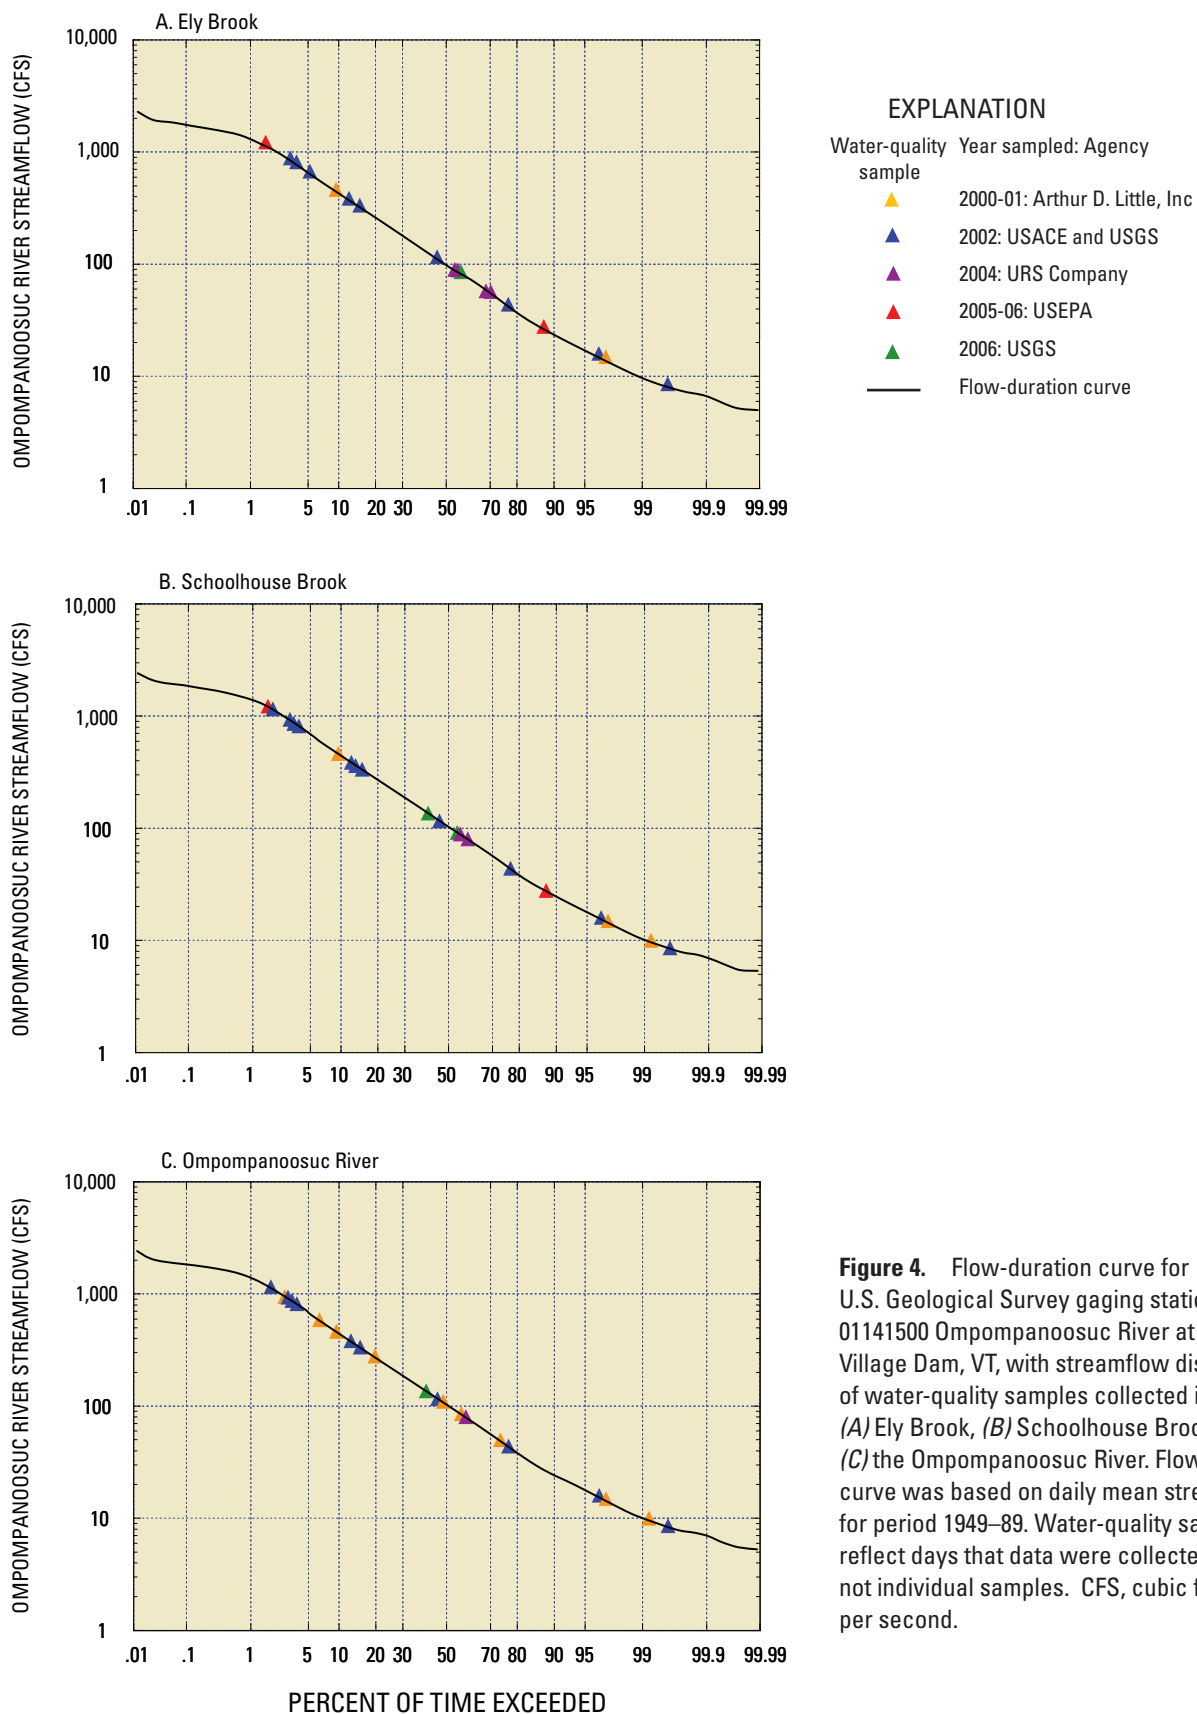 A. Ely Brook
OMPOMPANOOSUC RIVER STREAMFLOW (CFS)
10,000
1,000
100
10
1
.01 .1 1 5 10 20 30 50 70 80 90 95 99 99.9 99.99
EXPLANATION
Water-quality sample
Year sampled: Agency
2000-01: Arthur D. Little, Inc
2002: USACE and USGS
2004: URS Company
2005-06: USEPA
2006: USGS
Flow-duration curve
B. Schoolhouse Brook
OMPOMPANOOSUC RIVER STREAMFLOW (CFS)
10,000
1,000
100
10
1
.01 .1 1 5 10 20 30 50 70 80 90 95 99 99.9 99.99
C. Ompompanoosuc River
OMPOMPANOOSUC RIVER STREAMFLOW (CFS)
10,000
1,000
100
10
1
.01 .1 1 5 10 20 30 50 70 80 90 95 99 99.9 99.99
PERCENT OF TIME EXCEEDED
Figure 4. Flow-duration curve for
U.S. Geological Survey gaging
01141500 Ompompanoosuc River at
Village Dam, VT, with streamflow
of water-quality samples collected
(A) Ely Brook, (B) Schoolhouse
(C) the Ompompanoosuc River.
curve was based on daily mean
for period 1949–89. Water-quality
reflect days that data were
not individual samples. CFS, cubic
per second.